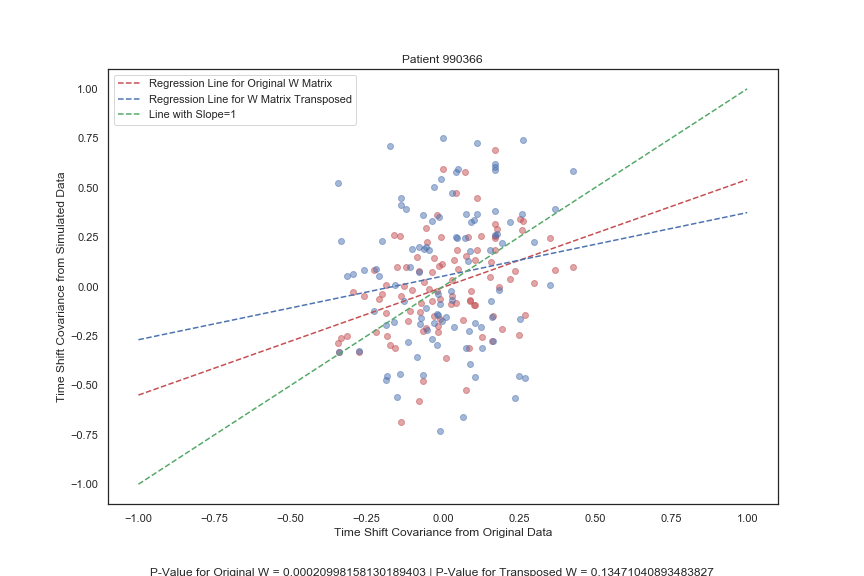 Patient 990366
Regression Line for Original W Matrix
Regression Line for W Matrix Transposed
Line with Slope=1
Time Shift Covariance from Simulated Data
1.00
0.75
0.50
0.25
0.00
−0.25
−0.50
−0.75
−1.00
−1.00 −0.75 −0.50 −0.25 0.00 0.25 0.50 0.75 1.00
Time Shift Covariance from Original Data
P-Value for Original W = 0.00020998158130189403 | P-Value for Transposed W = 0.13471040893483827